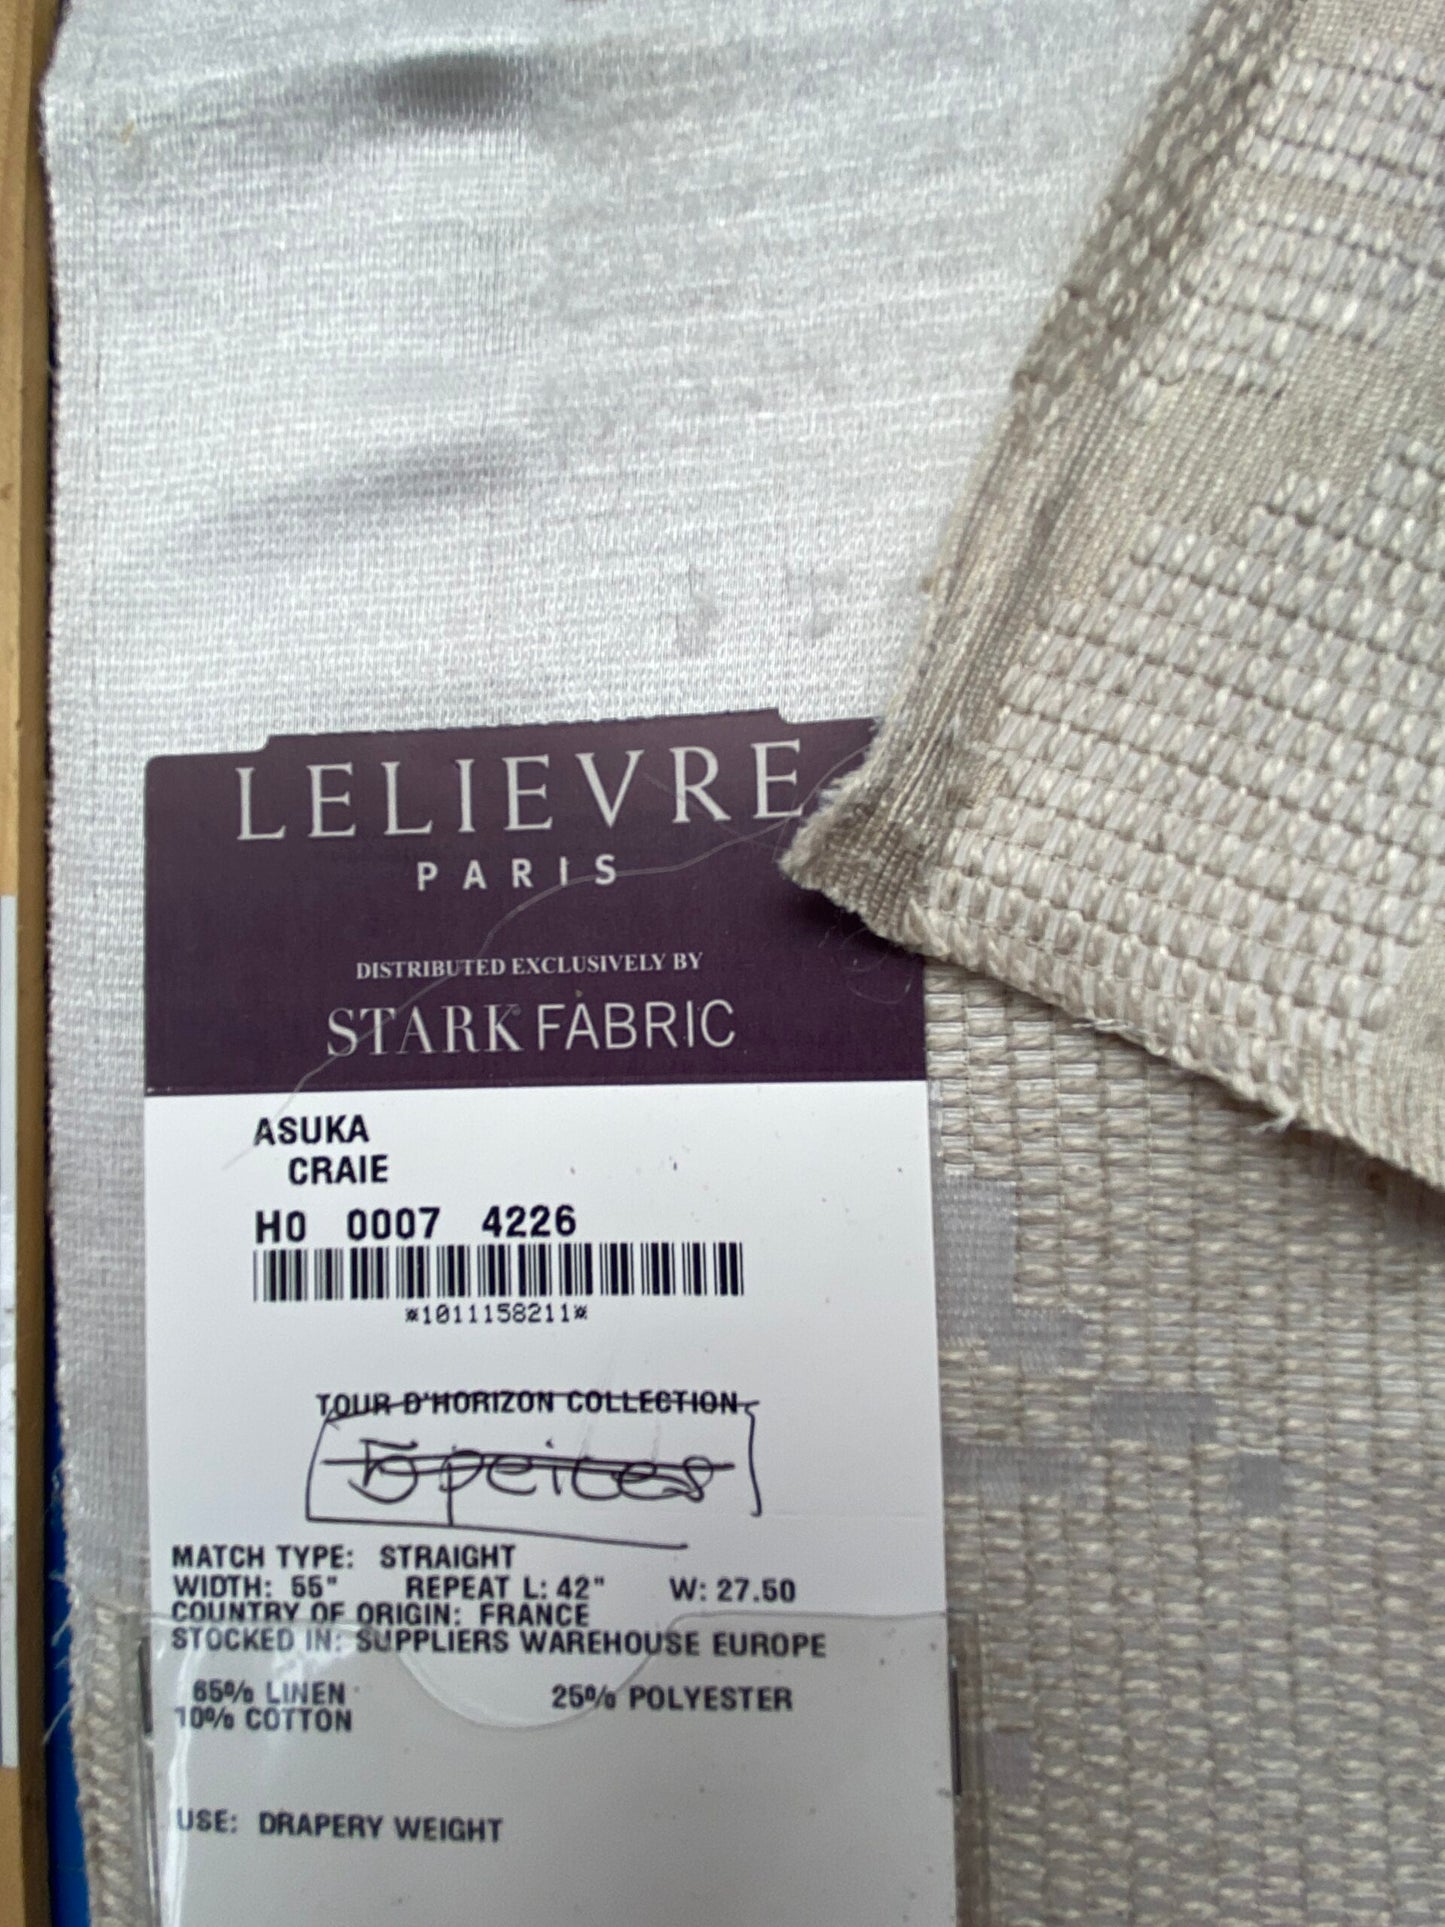 LELIEVRE
PARIS
DISTRIBUTED EXCLUSIVELY BY
STARK FABRIC
ASUKA
CRAIE
H0 0007 4226
*1011158211*
TOUR D'HORIZON COLLECTION
5 peices
MATCH TYPE: STRAIGHT
WIDTH: 55" REPEAT L: 42" W: 27.50
COUNTRY OF ORIGIN: FRANCE
STOCKED IN: SUPPLIERS WAREHOUSE EUROPE
65% LINEN 25% POLYESTER
10% COTTON
USE: DRAPERY WEIGHT